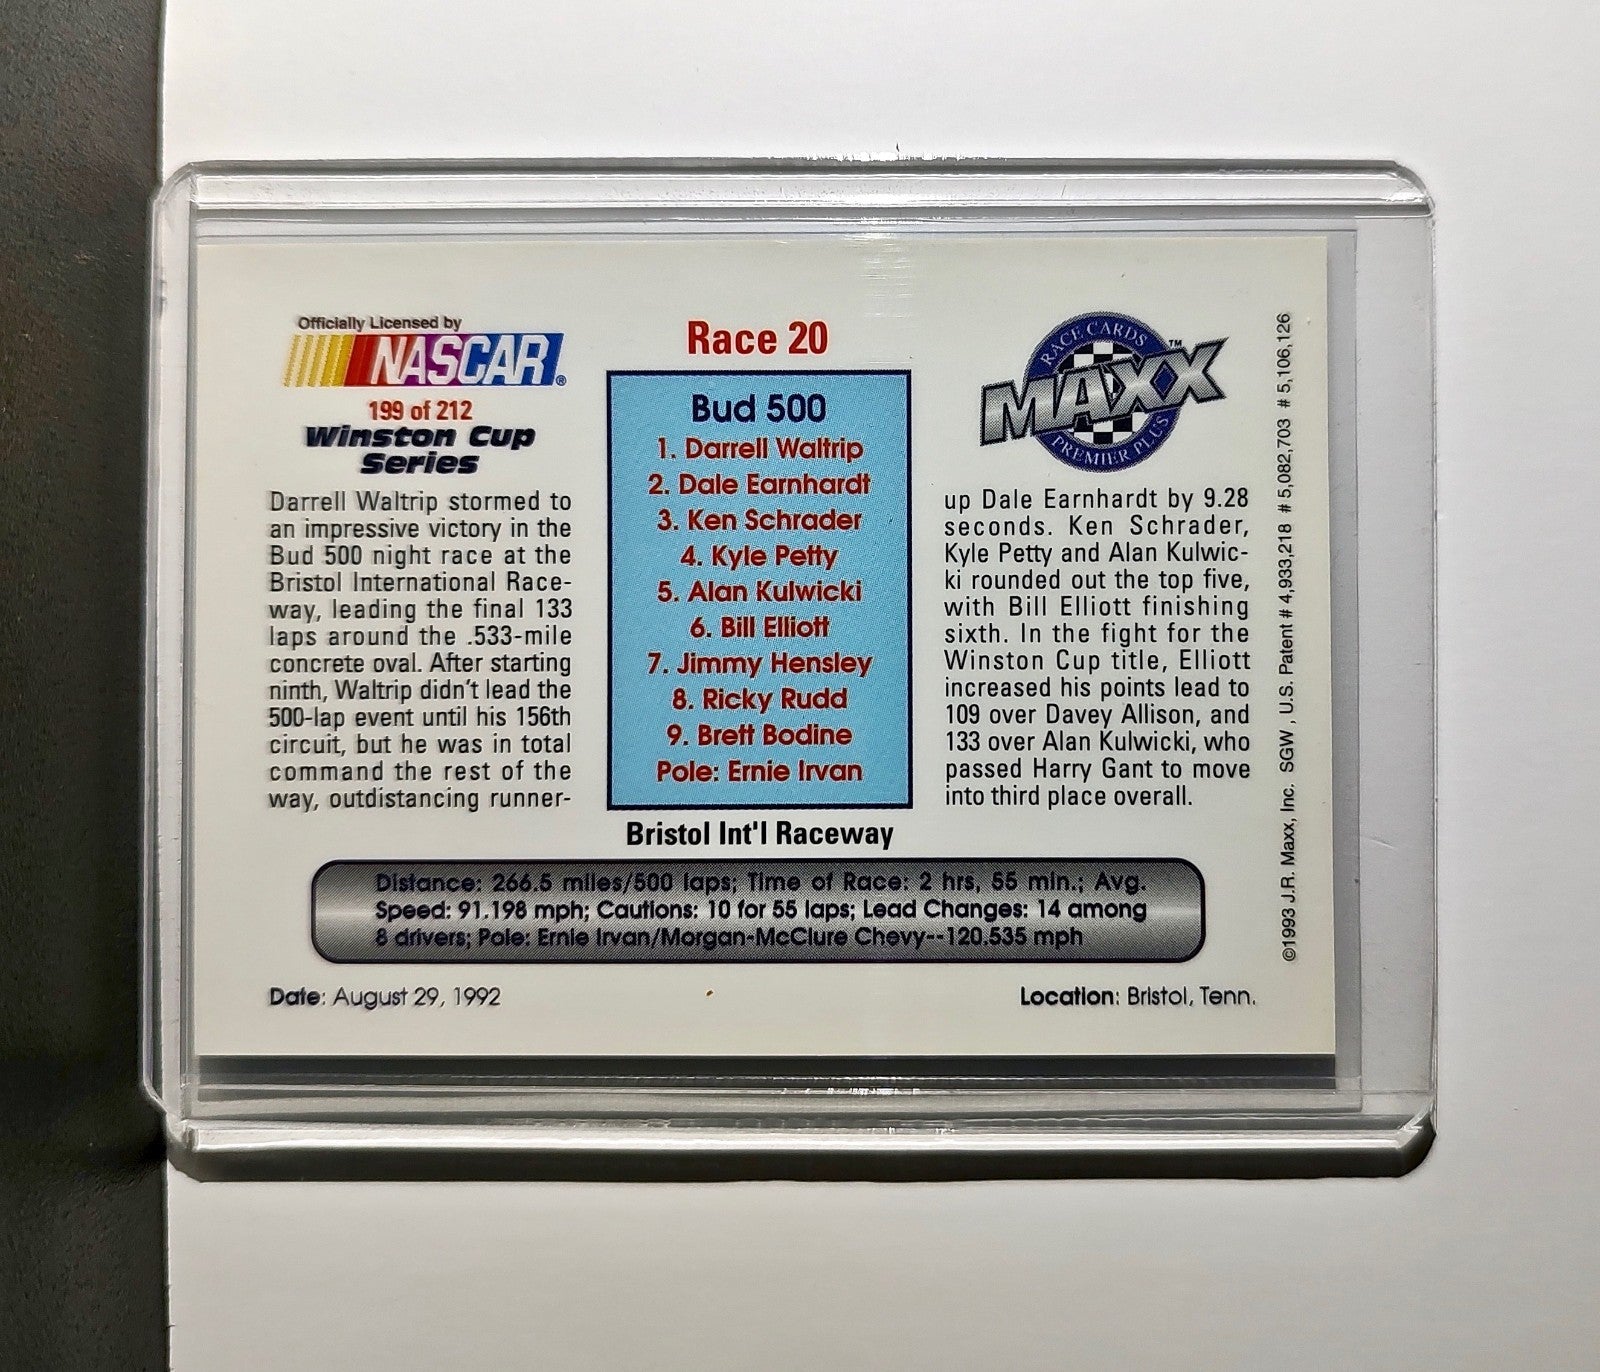 Officially Licensed by
NASCAR®
199 of 212
Winston Cup
Series
Darrell Waltrip stormed to
an impressive victory in the
Bud 500 night race at the
Bristol International Race-
way, leading the final 133
laps around the .533-mile
concrete oval. After starting
ninth, Waltrip didn't lead the
500-lap event until his 156th
circuit, but he was in total
command the rest of the
way, outdistancing runner-
Race 20
Bud 500
1. Darrell Waltrip
2. Dale Earnhardt
3. Ken Schrader
4. Kyle Petty
5. Alan Kulwicki
6. Bill Elliott
7. Jimmy Hensley
8. Ricky Rudd
9. Brett Bodine
Pole: Ernie Irvan
Bristol Int'l Raceway
RACE CARDS
MAXX™
PREMIER PLUS
up Dale Earnhardt by 9.28
seconds. Ken Schrader,
Kyle Petty and Alan Kulwic-
ki rounded out the top five,
with Bill Elliott finishing
sixth. In the fight for the
Winston Cup title, Elliott
increased his points lead to
109 over Davey Allison, and
133 over Alan Kulwicki, who
passed Harry Gant to move
into third place overall.
Distance: 266.5 miles/500 laps; Time of Race: 2 hrs, 55 min.; Avg.
Speed: 91.198 mph; Cautions: 10 for 55 laps; Lead Changes: 14 among
8 drivers; Pole: Ernie Irvan/Morgan-McClure Chevy--120.535 mph
Date: August 29, 1992
Location: Bristol, Tenn.
©1993 J.R. Maxx, Inc. SGW, U.S. Patent # 4,933,218 # 5,082,703 # 5,106,126